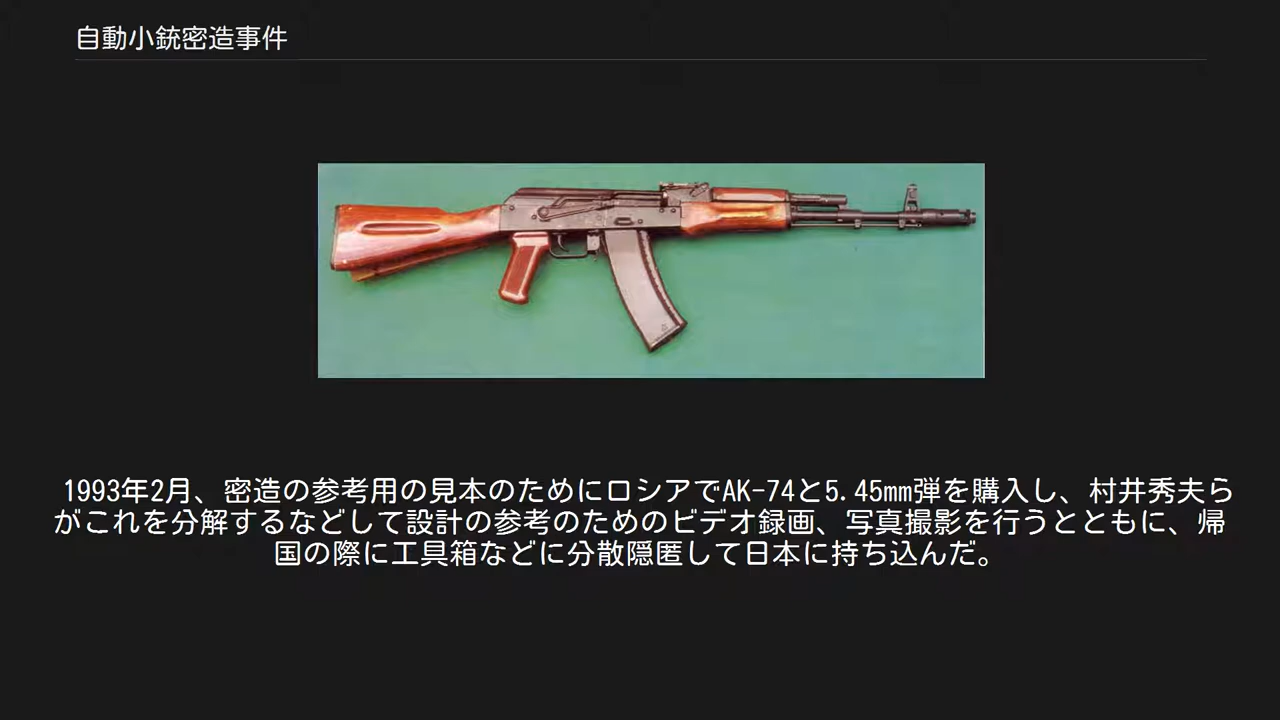 自動小銃密造事件
1993年2月、密造の参考用の見本のためにロシアでAK-74と5.45mm弾を購入し、村井秀夫ら
がこれを分解するなどして設計の参考のためのビデオ録画、写真撮影を行うとともに、帰
国の際に工具箱などに分散隠匿して日本に持ち込んだ。